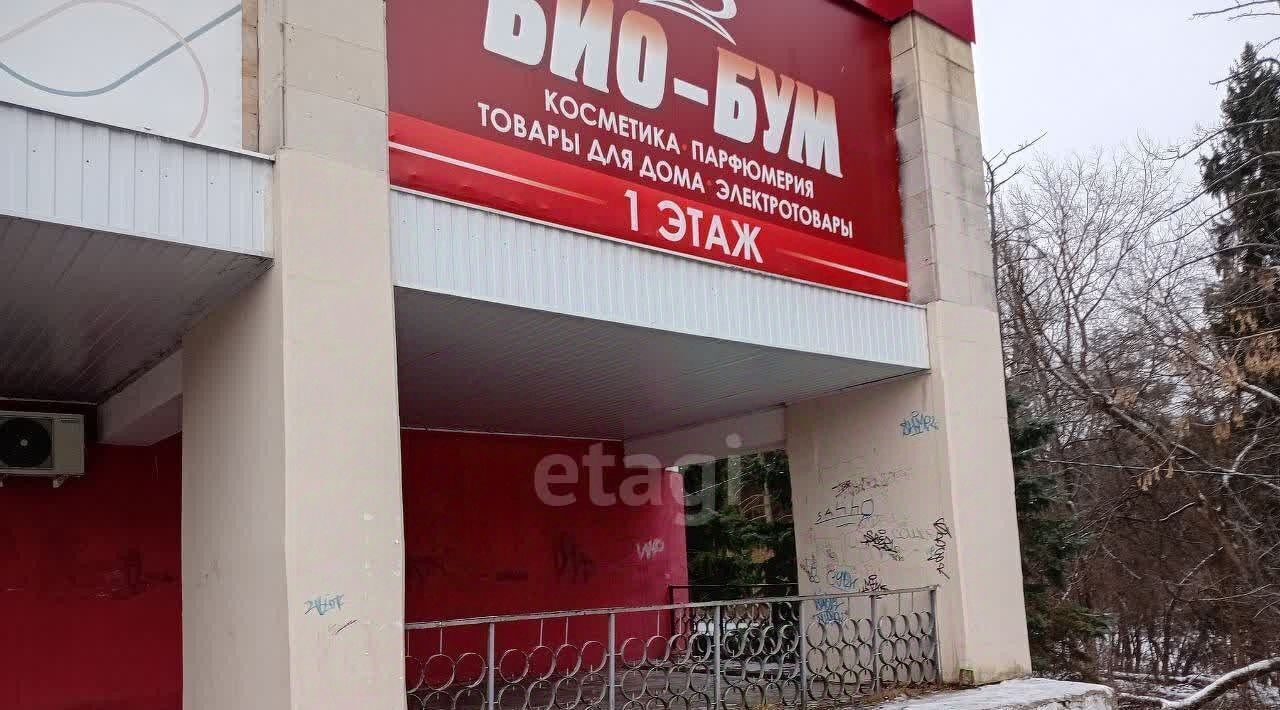 БИО-БУМ
КОСМЕТИКА·ПАРФЮМЕРИЯ
ТОВАРЫ ДЛЯ ДОМА·ЭЛЕКТРОТОВАРЫ
1 ЭТАЖ
etagi